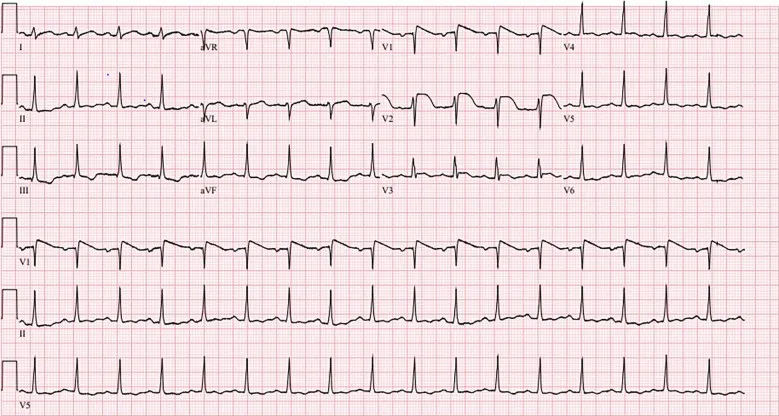 I aVR V1 V4
II aVL V2 V5
III aVF V3 V6
V1
II
V5